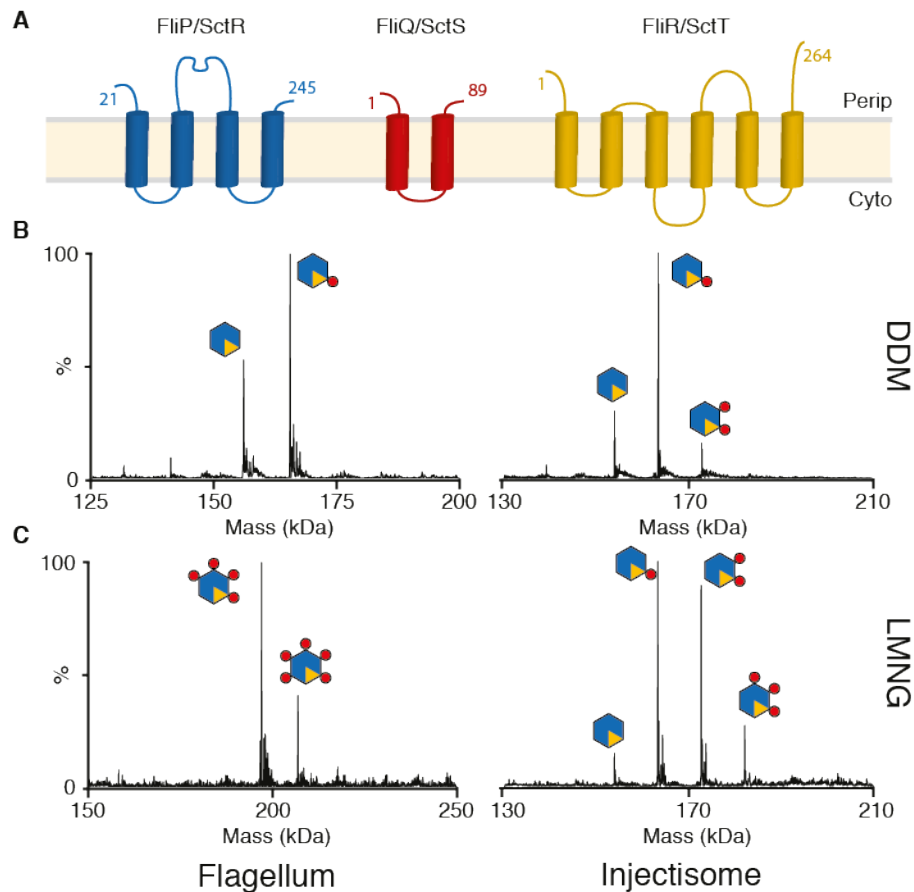 A
FliP/SctR FliQ/SctS FliR/SctT
21 245 1 89 1 264
Perip
Cyto
B
100
%
0
125 150 175 200
Mass (kDa)
130 170 210
Mass (kDa)
DDM
C
100
%
0
150 200 250
Mass (kDa)
130 170 210
Mass (kDa)
LMNG
Flagellum Injectisome